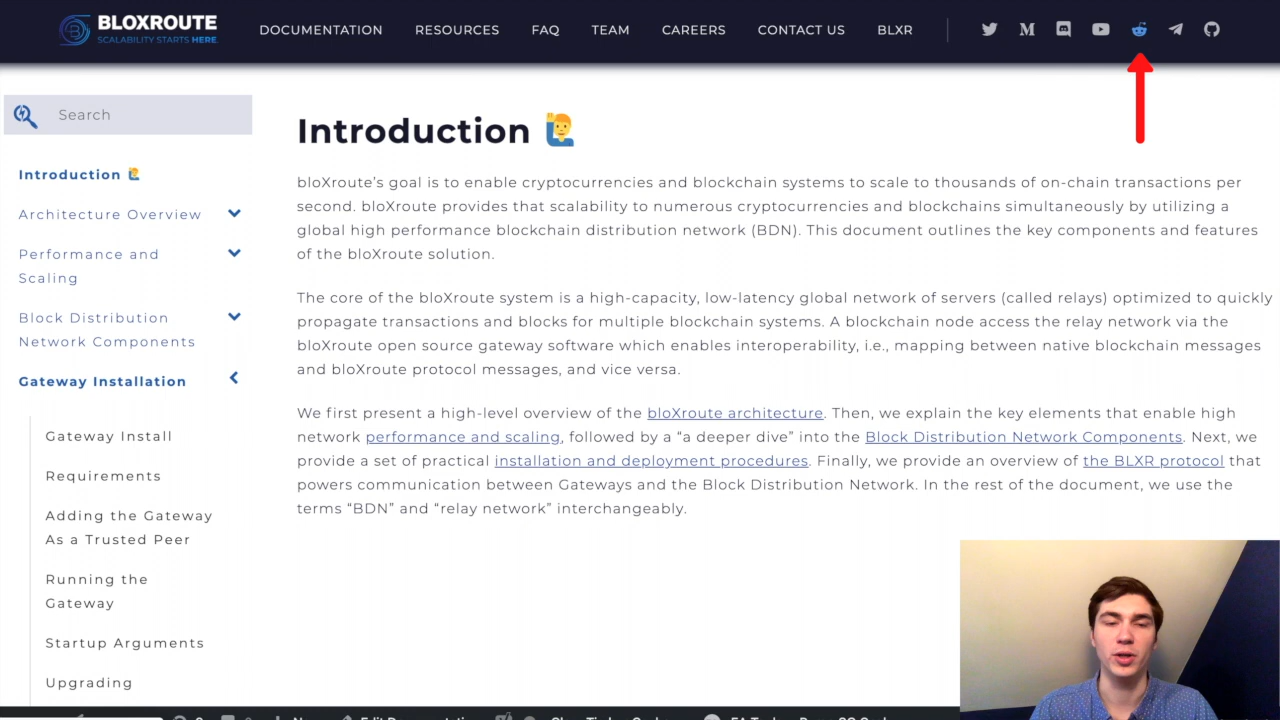 BLOXROUTE
SCALABILITY STARTS HERE.
DOCUMENTATION RESOURCES FAQ TEAM CAREERS CONTACT US BLXR
Search
Introduction
Architecture Overview
Performance and
Scaling
Block Distribution
Network Components
Gateway Installation
Gateway Install
Requirements
Adding the Gateway
As a Trusted Peer
Running the
Gateway
Startup Arguments
Upgrading
Introduction
bloXroute’s goal is to enable cryptocurrencies and blockchain systems to scale to thousands of on-chain transactions per
second. bloXroute provides that scalability to numerous cryptocurrencies and blockchains simultaneously by utilizing a
global high performance blockchain distribution network (BDN). This document outlines the key components and features
of the bloXroute solution.
The core of the bloXroute system is a high-capacity, low-latency global network of servers (called relays) optimized to quickly
propagate transactions and blocks for multiple blockchain systems. A blockchain node access the relay network via the
bloXroute open source gateway software which enables interoperability, i.e., mapping between native blockchain messages
and bloXroute protocol messages, and vice versa.
We first present a high-level overview of the bloXroute architecture. Then, we explain the key elements that enable high
network performance and scaling, followed by a “a deeper dive” into the Block Distribution Network Components. Next, we
provide a set of practical installation and deployment procedures. Finally, we provide an overview of the BLXR protocol that
powers communication between Gateways and the Block Distribution Network. In the rest of the document, we use the
terms “BDN” and “relay network” interchangeably.